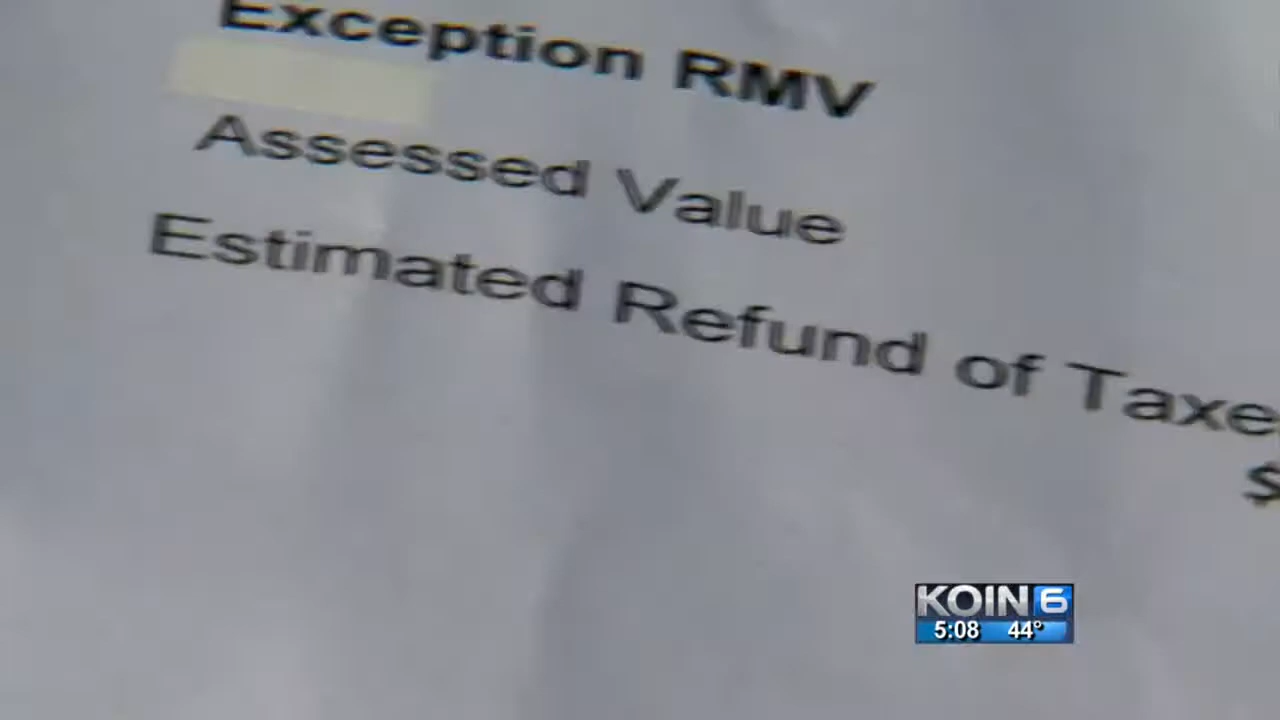 Exception RMV
Assessed Value
Estimated Refund of Taxe
$
KOIN 6
5:08 44°